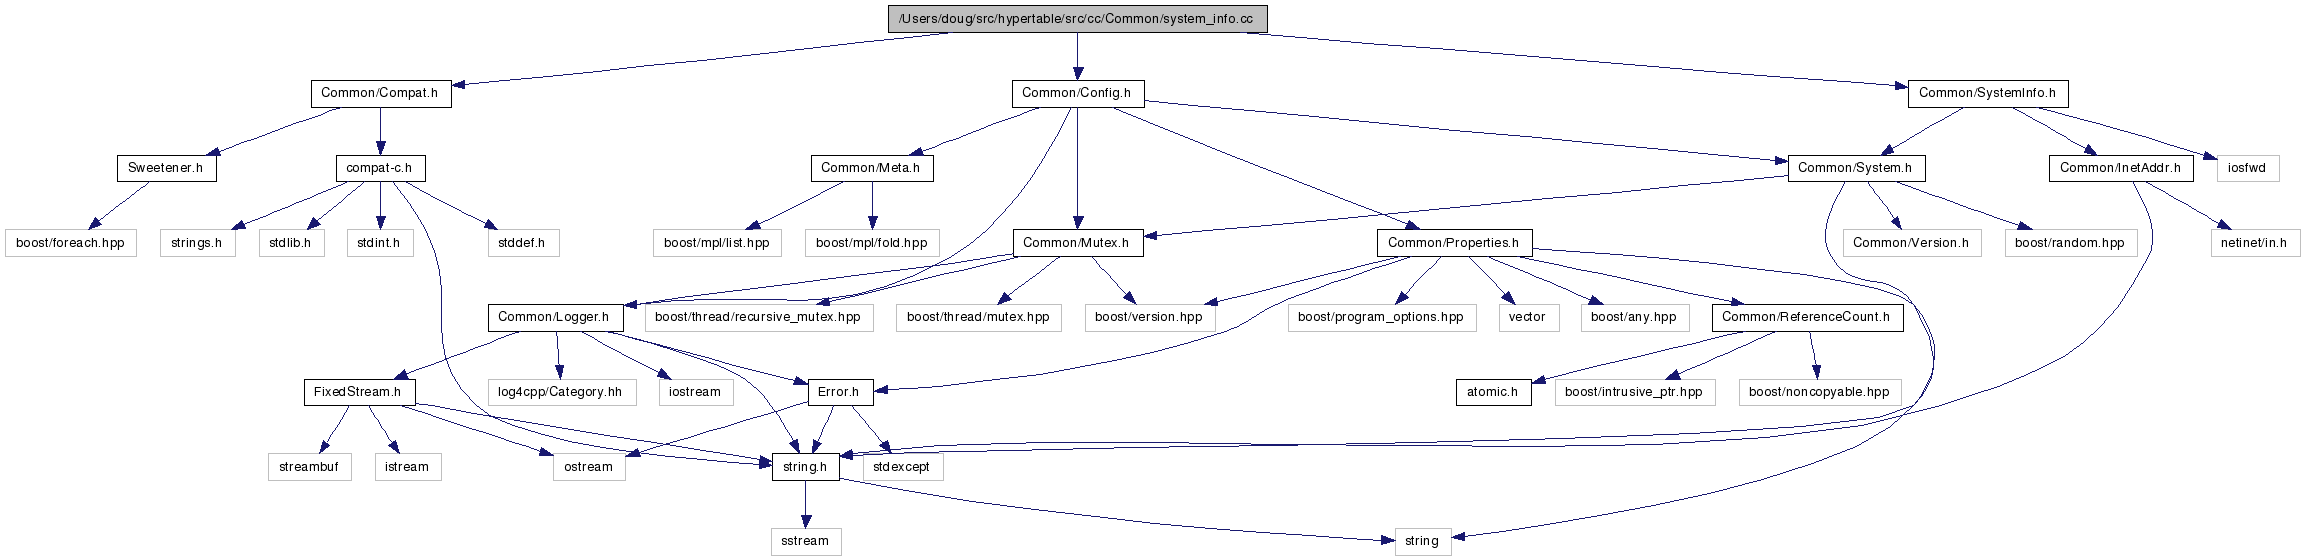 /Users/doug/src/hypertable/src/cc/Common/system_info.cc
Common/Compat.h
Common/Config.h
Common/SystemInfo.h
Sweetener.h
compat-c.h
Common/Meta.h
Common/System.h
Common/InetAddr.h
iosfwd
boost/foreach.hpp
strings.h
stdlib.h
stdint.h
stddef.h
boost/mpl/list.hpp
boost/mpl/fold.hpp
Common/Mutex.h
Common/Properties.h
Common/Version.h
boost/random.hpp
netinet/in.h
Common/Logger.h
boost/thread/recursive_mutex.hpp
boost/thread/mutex.hpp
boost/version.hpp
boost/program_options.hpp
vector
boost/any.hpp
Common/ReferenceCount.h
FixedStream.h
log4cpp/Category.hh
iostream
Error.h
atomic.h
boost/intrusive_ptr.hpp
boost/noncopyable.hpp
streambuf
istream
ostream
string.h
stdexcept
sstream
string